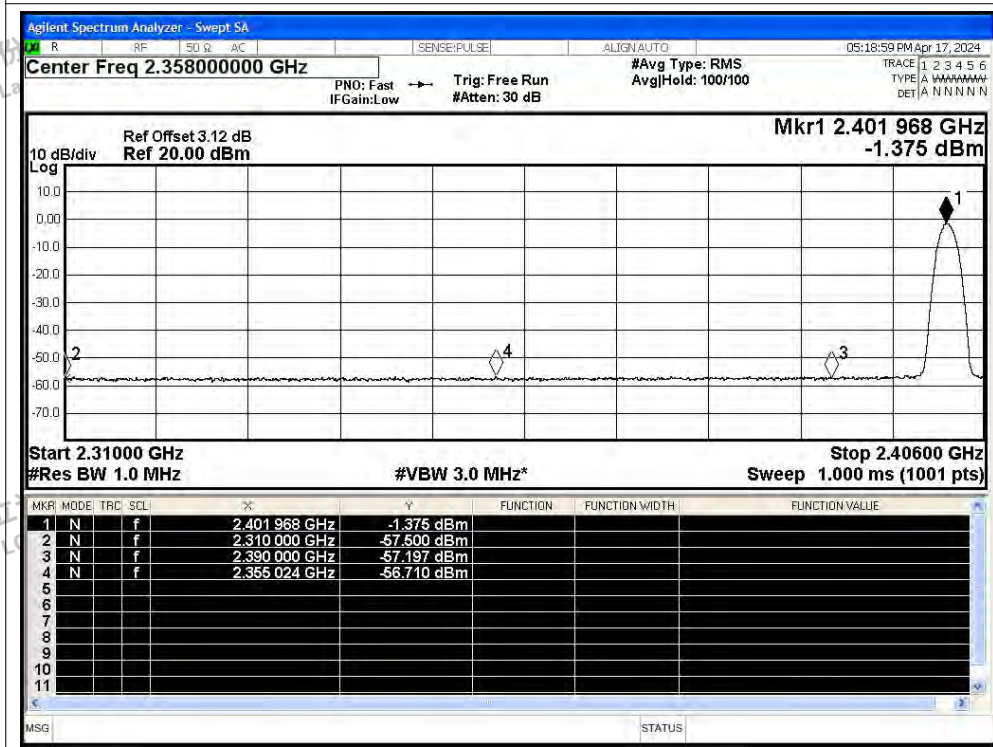 Agilent Spectrum Analyzer - Swept SA
LXI R RF 50 Ω AC SENSE:PULSE ALIGN AUTO 05:18:59 PM Apr 17, 2024
Center Freq 2.358000000 GHz
PNO: Fast
IFGain:Low
Trig: Free Run
#Atten: 30 dB
#Avg Type: RMS
Avg|Hold: 100/100
TRACE 1 2 3 4 5 6
TYPE A WWWWW
DET A N N N N N
Ref Offset 3.12 dB
10 dB/div Ref 20.00 dBm
Log
Mkr1 2.401 968 GHz
-1.375 dBm
10.0
0.00
-10.0
-20.0
-30.0
-40.0
-50.0
-60.0
-70.0
1
2
4
3
Start 2.31000 GHz Stop 2.40600 GHz
#Res BW 1.0 MHz #VBW 3.0 MHz* Sweep 1.000 ms (1001 pts)
MKR MODE TRC SCL X Y FUNCTION FUNCTION WIDTH FUNCTION VALUE
1 N f 2.401 968 GHz -1.375 dBm
2 N f 2.310 000 GHz -57.500 dBm
3 N f 2.390 000 GHz -57.197 dBm
4 N f 2.355 024 GHz -56.710 dBm
5
6
7
8
9
10
11
MSG STATUS